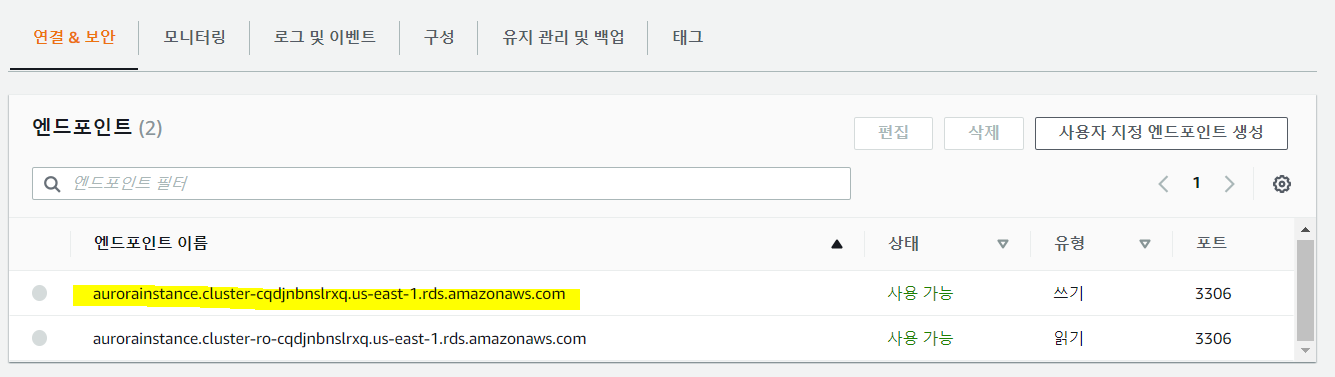 연결 & 보안 모니터링 로그 및 이벤트 구성 유지 관리 및 백업 태그
엔드포인트 (2) 편집 삭제 사용자 지정 엔드포인트 생성
엔드포인트 필터 1
엔드포인트 이름 상태 유형 포트
aurorainstance.cluster-cqdjnbnslrxq.us-east-1.rds.amazonaws.com 사용 가능 쓰기 3306
aurorainstance.cluster-ro-cqdjnbnslrxq.us-east-1.rds.amazonaws.com 사용 가능 읽기 3306